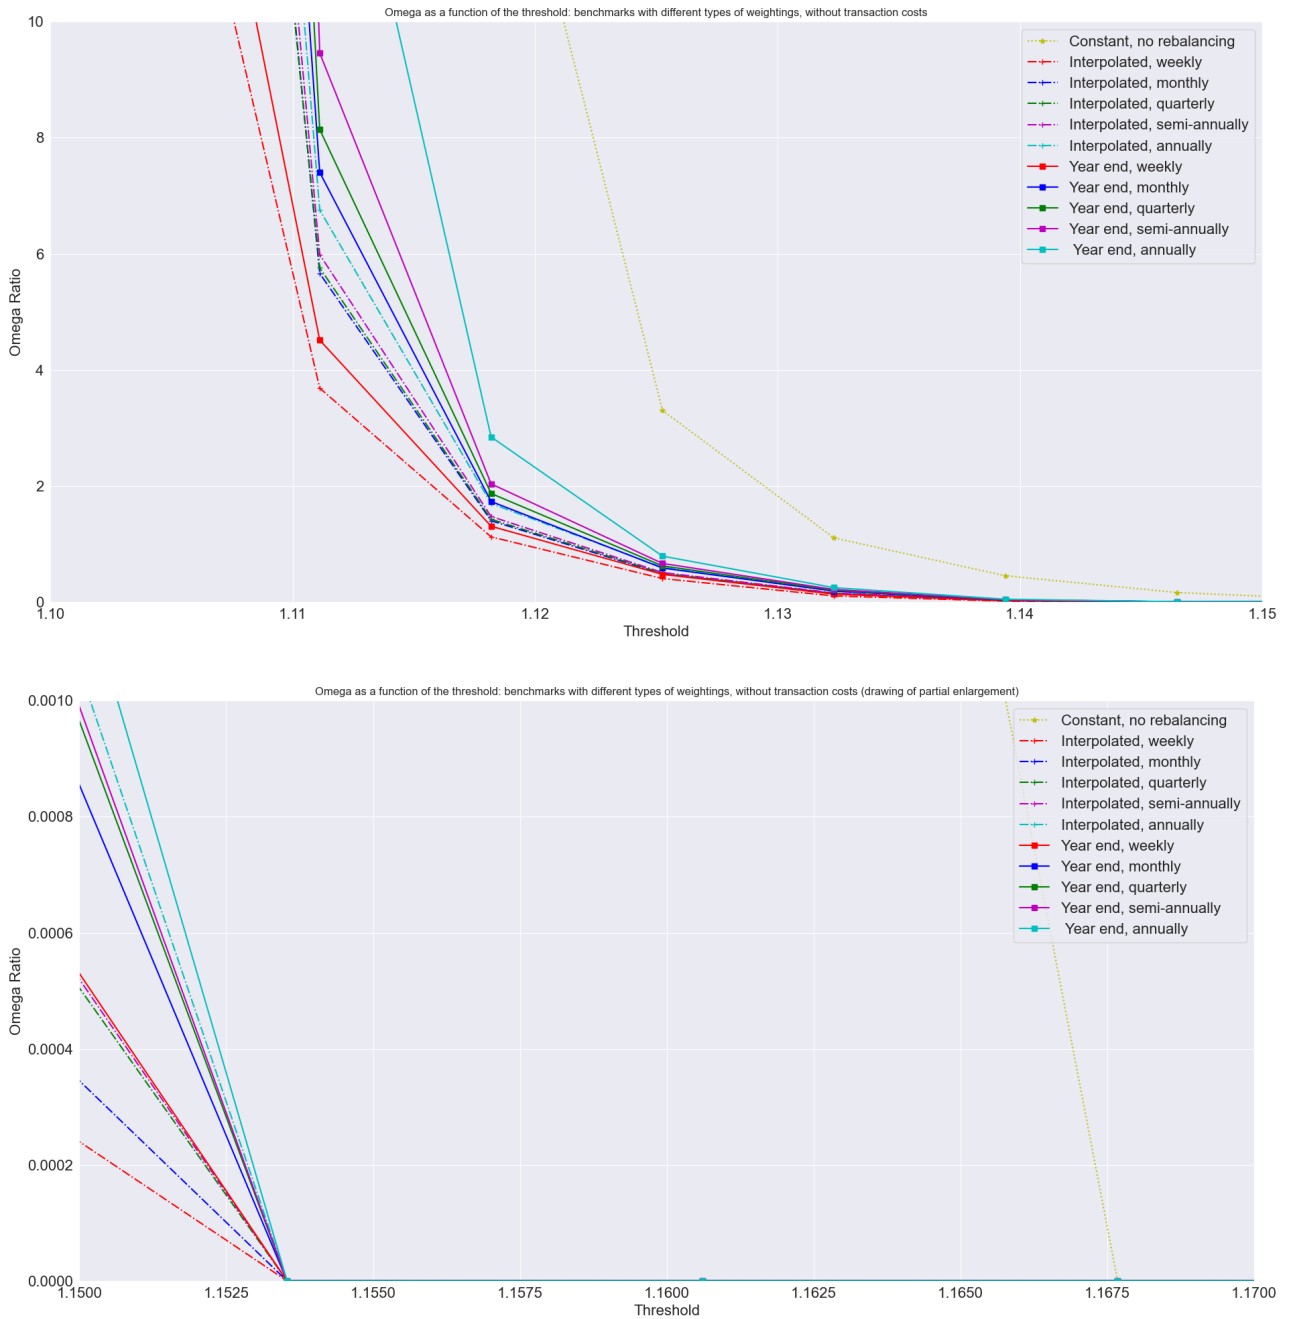 Omega as a function of the threshold: benchmarks with different types of weightings, without transaction costs
10
8
6
4
2
0
Omega Ratio
1.10
1.11
1.12
1.13
1.14
1.15
Threshold
Constant, no rebalancing
Interpolated, weekly
Interpolated, monthly
Interpolated, quarterly
Interpolated, semi-annually
Interpolated, annually
Year end, weekly
Year end, monthly
Year end, quarterly
Year end, semi-annually
Year end, annually
Omega as a function of the threshold: benchmarks with different types of weightings, without transaction costs (drawing of partial enlargement)
0.0010
0.0008
0.0006
0.0004
0.0002
0.0000
Omega Ratio
1.1500
1.1525
1.1550
1.1575
1.1600
1.1625
1.1650
1.1675
1.1700
Threshold
Constant, no rebalancing
Interpolated, weekly
Interpolated, monthly
Interpolated, quarterly
Interpolated, semi-annually
Interpolated, annually
Year end, weekly
Year end, monthly
Year end, quarterly
Year end, semi-annually
Year end, annually